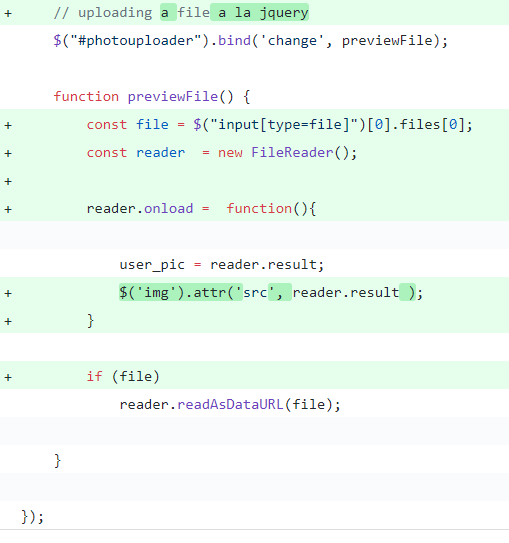 + // uploading a file a la jquery
$("#photouploader").bind('change', previewFile);
function previewFile() {
+ const file = $("input[type=file]")[0].files[0];
+ const reader  = new FileReader();
+
+ reader.onload =  function(){
user_pic = reader.result;
+ $('img').attr('src', reader.result );
+ }
+ if (file)
reader.readAsDataURL(file);
}
});